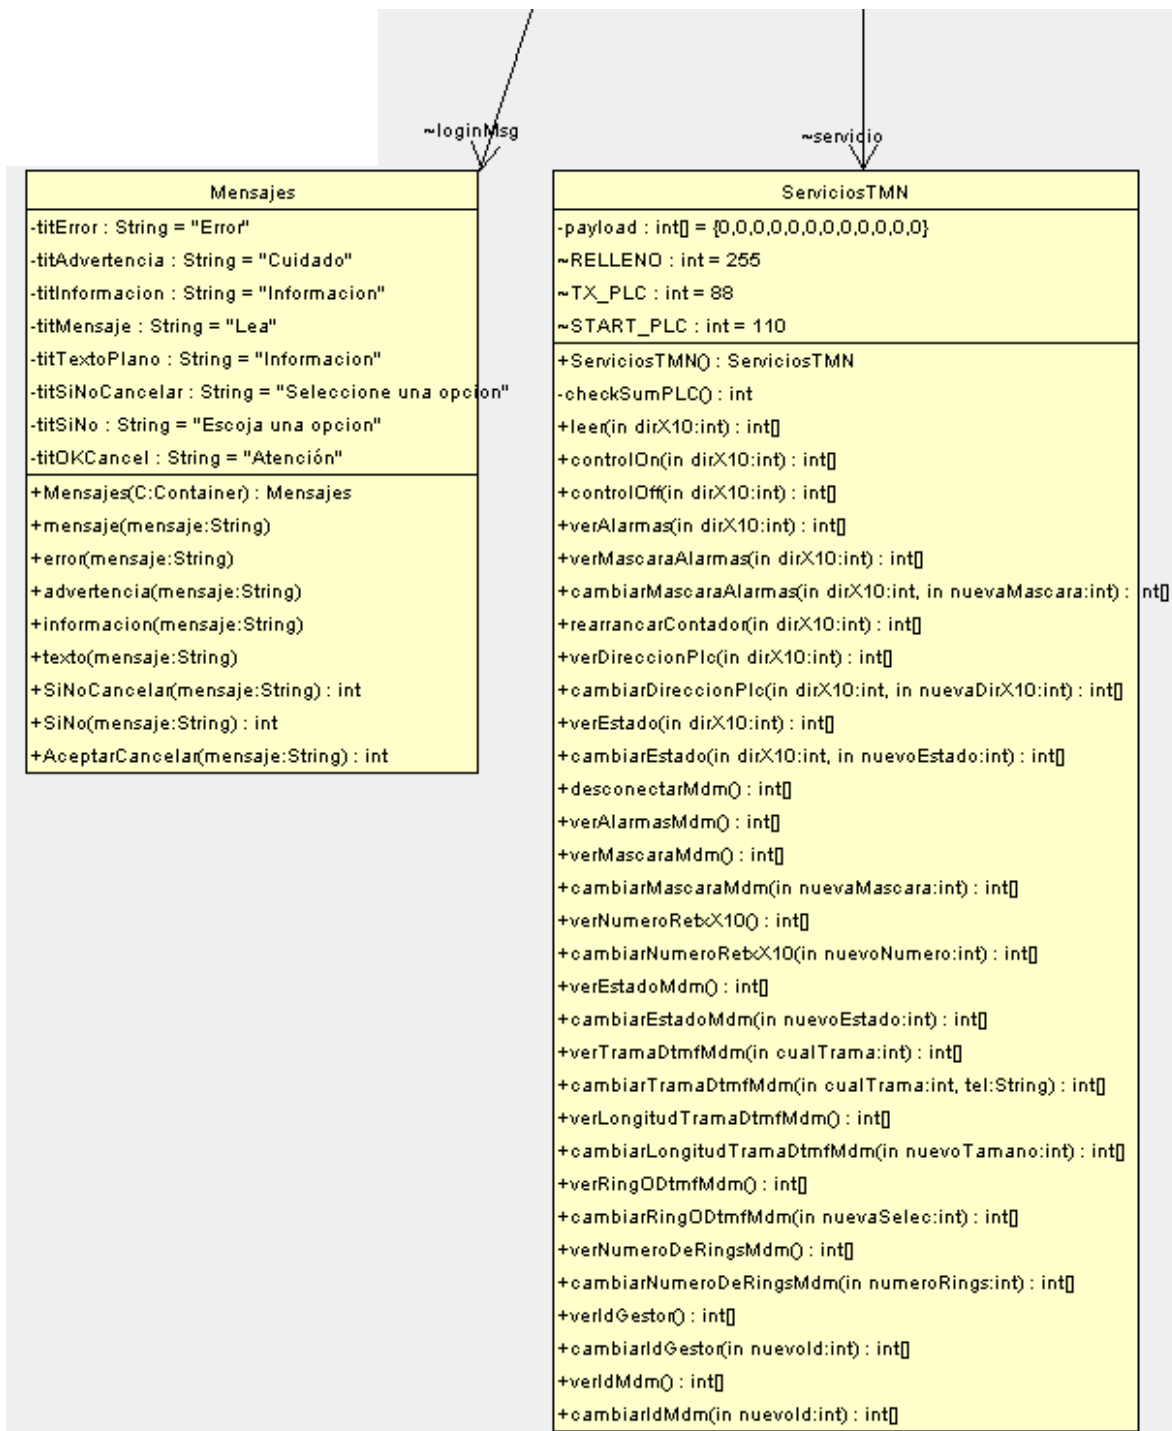 ~loginMsg
~servicio
Mensajes
-titError : String = "Error"
-titAdvertencia : String = "Cuidado"
-titInformacion : String = "Informacion"
-titMensaje : String = "Lea"
-titTextoPlano : String = "Informacion"
-titSiNoCancelar : String = "Seleccione una opcion"
-titSiNo : String = "Escoja una opcion"
-titOKCancel : String = "Atención"
+Mensajes(C:Container) : Mensajes
+mensaje(mensaje:String)
+error(mensaje:String)
+advertencia(mensaje:String)
+informacion(mensaje:String)
+texto(mensaje:String)
+SiNoCancelar(mensaje:String) : int
+SiNo(mensaje:String) : int
+AceptarCancelar(mensaje:String) : int
ServiciosTMN
-payload : int[] = {0,0,0,0,0,0,0,0,0,0,0,0}
~RELLENO : int = 255
~TX_PLC : int = 88
~START_PLC : int = 110
+ServiciosTMN() : ServiciosTMN
-checkSumPLC() : int
+leer(in dirX10:int) : int[]
+controlOn(in dirX10:int) : int[]
+controlOff(in dirX10:int) : int[]
+verAlarmas(in dirX10:int) : int[]
+verMascaraAlarmas(in dirX10:int) : int[]
+cambiarMascaraAlarmas(in dirX10:int, in nuevaMascara:int) : int[]
+rearrancarContador(in dirX10:int) : int[]
+verDireccionPlc(in dirX10:int) : int[]
+cambiarDireccionPlc(in dirX10:int, in nuevaDirX10:int) : int[]
+verEstado(in dirX10:int) : int[]
+cambiarEstado(in dirX10:int, in nuevoEstado:int) : int[]
+desconectarMdm() : int[]
+verAlarmasMdm() : int[]
+verMascaraMdm() : int[]
+cambiarMascaraMdm(in nuevaMascara:int) : int[]
+verNumeroRetxX10() : int[]
+cambiarNumeroRetxX10(in nuevoNumero:int) : int[]
+verEstadoMdm() : int[]
+cambiarEstadoMdm(in nuevoEstado:int) : int[]
+verTramaDtmfMdm(in cualTrama:int) : int[]
+cambiarTramaDtmfMdm(in cualTrama:int, tel:String) : int[]
+verLongitudTramaDtmfMdm() : int[]
+cambiarLongitudTramaDtmfMdm(in nuevoTamano:int) : int[]
+verRingODtmfMdm() : int[]
+cambiarRingODtmfMdm(in nuevaSelec:int) : int[]
+verNumeroDeRingsMdm() : int[]
+cambiarNumeroDeRingsMdm(in numeroRings:int) : int[]
+verIdGestor() : int[]
+cambiarIdGestor(in nuevoId:int) : int[]
+verIdMdm() : int[]
+cambiarIdMdm(in nuevoId:int) : int[]